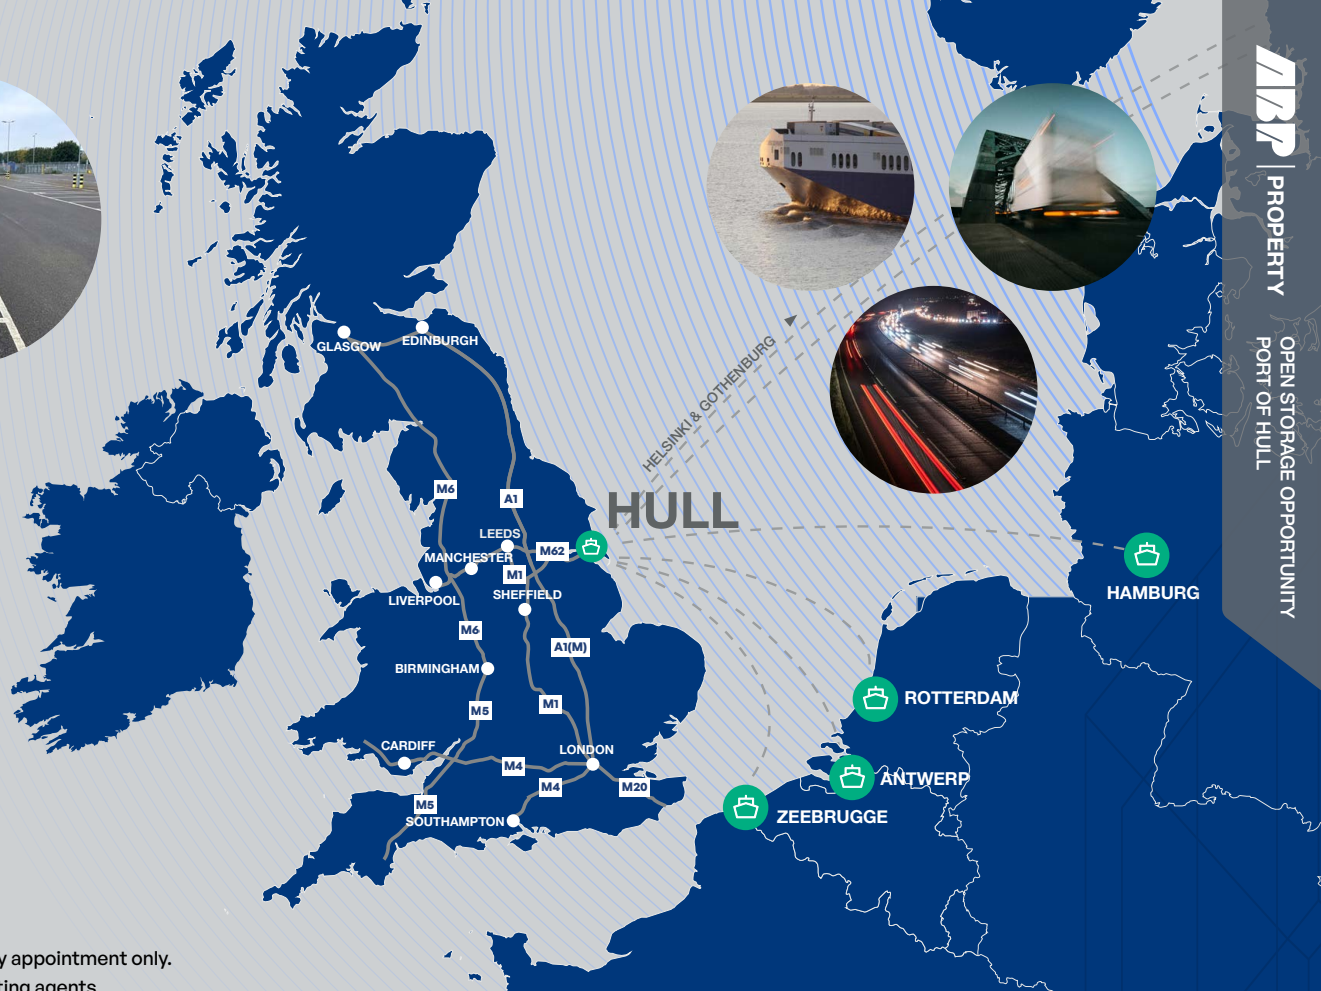 GLASGOW
EDINBURGH
HELSINKI & GOTHENBURG
M6
A1
HULL
LEEDS
M62
MANCHESTER
M1
LIVERPOOL
SHEFFIELD
HAMBURG
M6
A1(M)
BIRMINGHAM
M1
M5
ROTTERDAM
CARDIFF
LONDON
M4
M4
M20
ANTWERP
M5
SOUTHAMPTON
ZEEBRUGGE
ABP
PROPERTY
OPEN STORAGE OPPORTUNITY
PORT OF HULL
y appointment only.
ting agents